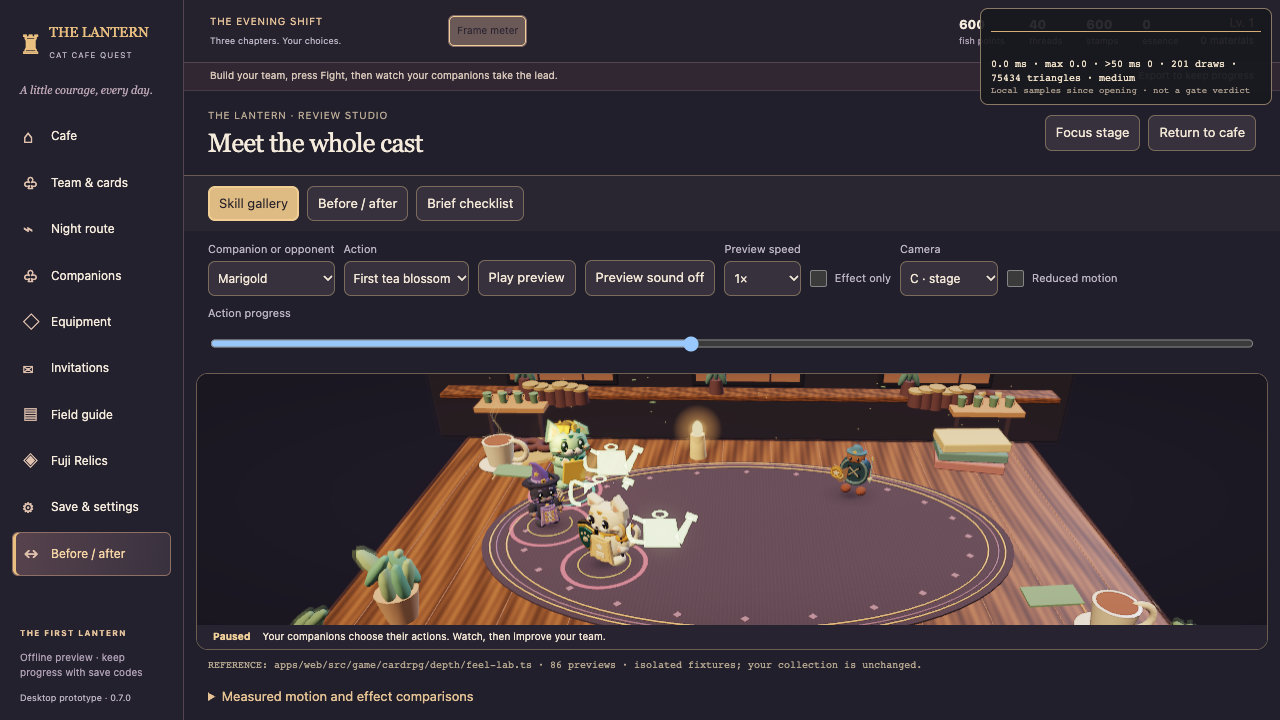 THE LANTERN
CAT CAFE QUEST
A little courage, every day.
Cafe
Team & cards
Night route
Companions
Equipment
Invitations
Field guide
Fuji Relics
Save & settings
Before / after
THE FIRST LANTERN
Offline preview · keep
progress with save codes
Desktop prototype · 0.7.0
THE EVENING SHIFT
Three chapters. Your choices.
Frame meter
600 40 600 0 Lv. 1
fish points threads stamps essence 0 materials
0.0 ms · max 0.0 · >50 ms 0 · 201 draws ·
75434 triangles · medium
Export to keep progress
Local samples since opening · not a gate verdict
Build your team, press Fight, then watch your companions take the lead.
THE LANTERN · REVIEW STUDIO
Meet the whole cast
Focus stage
Return to cafe
Skill gallery
Before / after
Brief checklist
Companion or opponent
Action
Preview speed
Camera
Marigold
First tea blossom
Play preview
Preview sound off
1x
Effect only
C · stage
Reduced motion
Action progress
Paused Your companions choose their actions. Watch, then improve your team.
REFERENCE: apps/web/src/game/cardrpg/depth/feel-lab.ts · 86 previews · isolated fixtures; your collection is unchanged.
Measured motion and effect comparisons